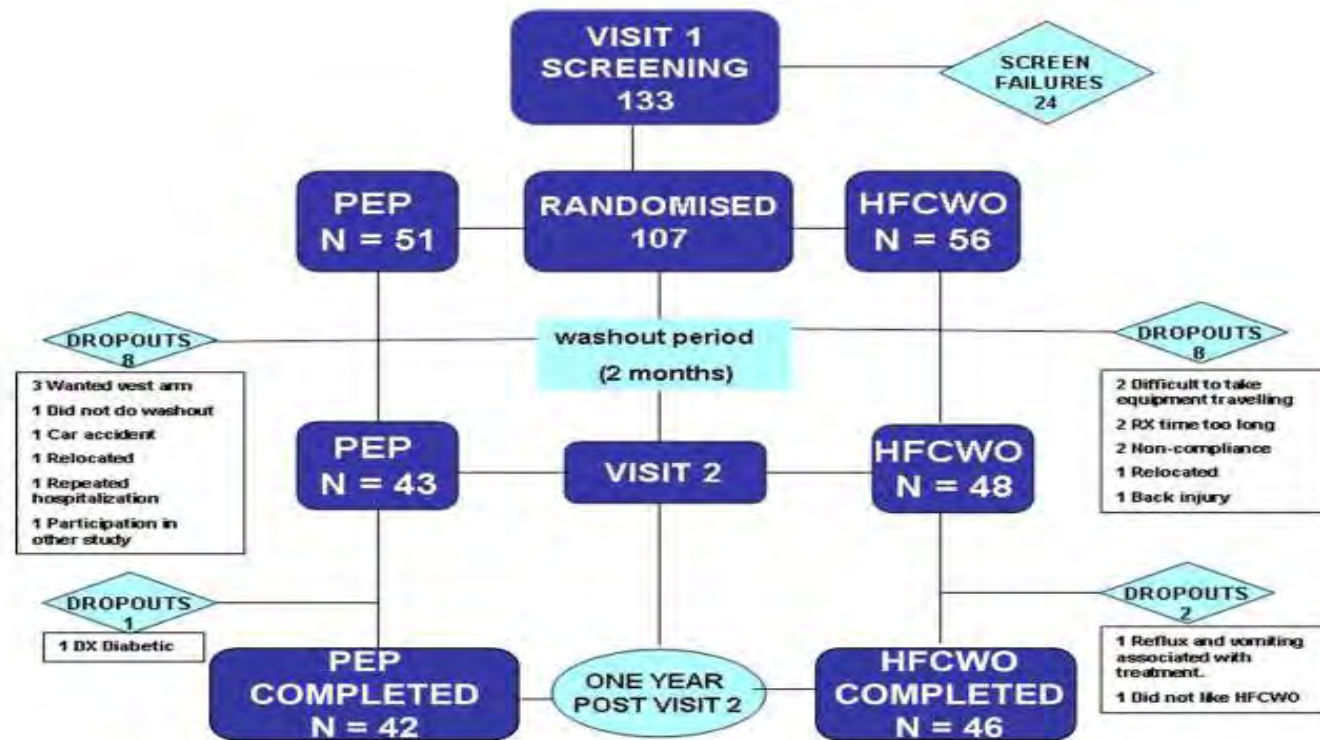 VISIT 1
SCREENING
133
SCREEN
FAILURES
24
PEP
N = 51
RANDOMISED
107
HFCWO
N = 56
DROPOUTS
8
washout period
(2 months)
DROPOUTS
8
3 Wanted vest arm
1 Did not do washout
1 Car accident
1 Relocated
1 Repeated
hospitalization
1 Participation in
other study
2 Difficult to take
equipment travelling
2 RX time too long
2 Non-compliance
1 Relocated
1 Back injury
PEP
N = 43
VISIT 2
HFCWO
N = 48
DROPOUTS
1
1 DX Diabetic
DROPOUTS
2
1 Reflux and vomiting
associated with
treatment.
1 Did not like HFCWO
PEP
COMPLETED
N = 42
ONE YEAR
POST VISIT 2
HFCWO
COMPLETED
N = 46